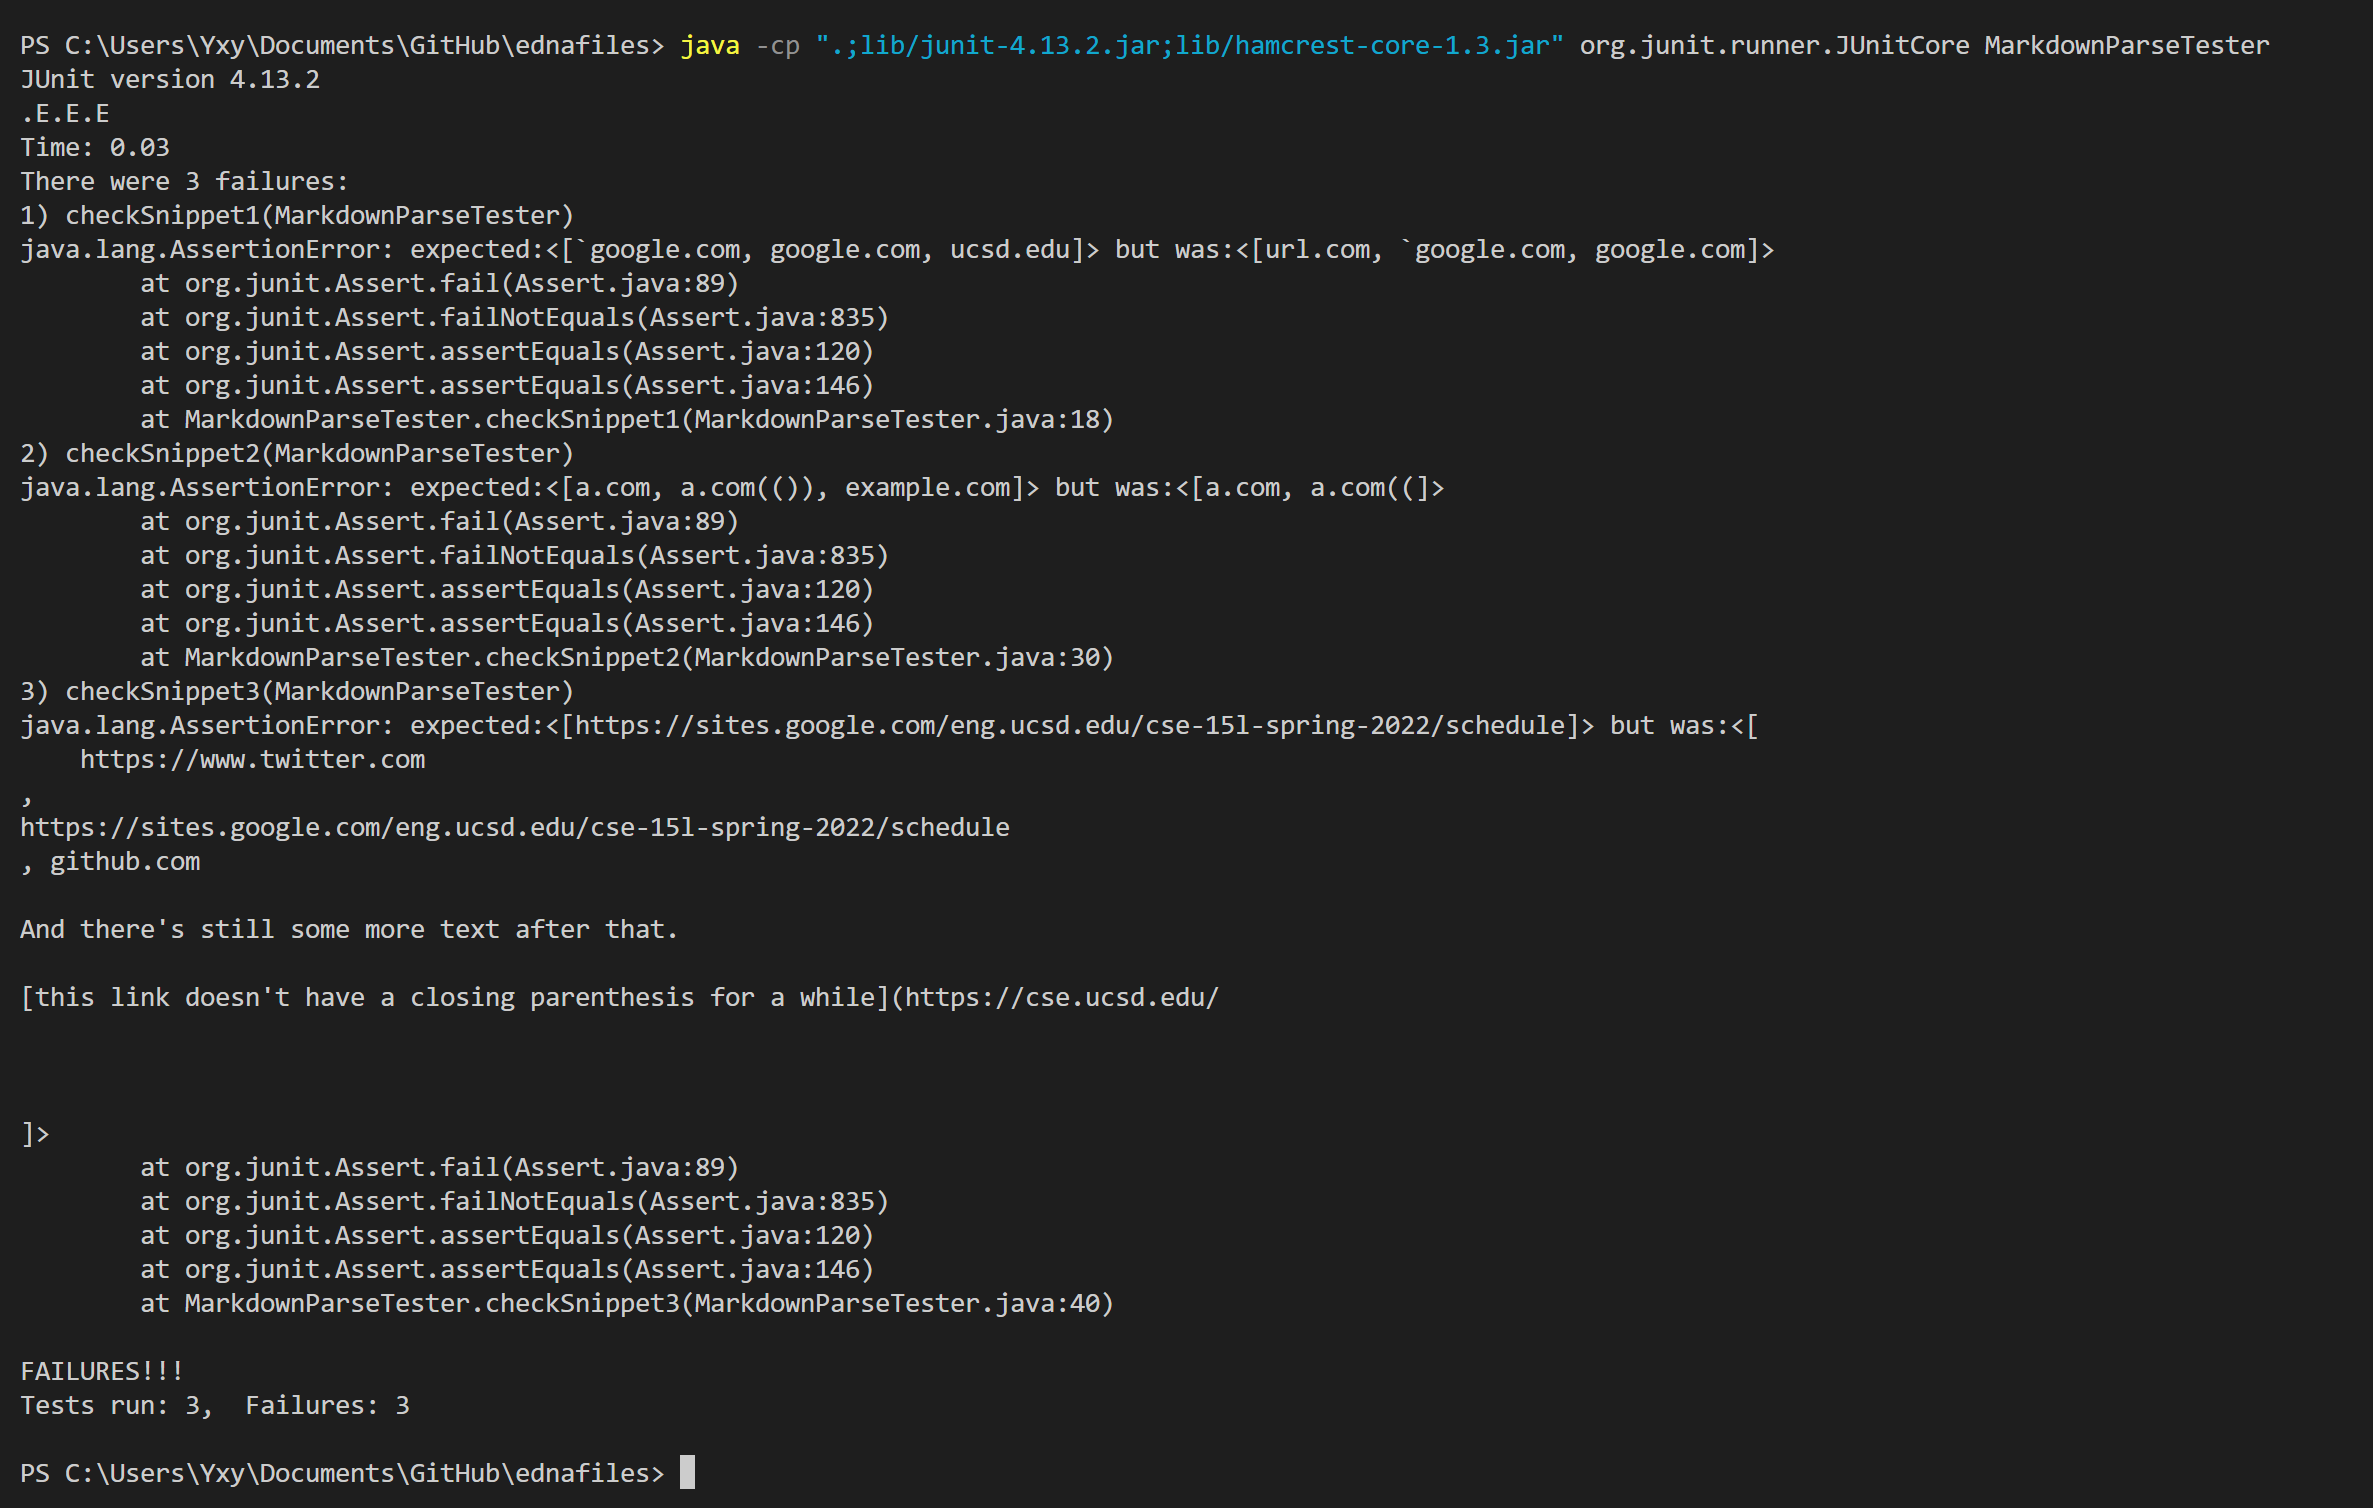 PS C:\Users\Yxy\Documents\GitHub\ednafiles> java -cp ".;lib/junit-4.13.2.jar;lib/hamcrest-core-1.3.jar" org.junit.runner.JUnitCore MarkdownParseTester
JUnit version 4.13.2
.E.E.E
Time: 0.03
There were 3 failures:
1) checkSnippet1(MarkdownParseTester)
java.lang.AssertionError: expected:<[`google.com, google.com, ucsd.edu]> but was:<[url.com, `google.com, google.com]>
        at org.junit.Assert.fail(Assert.java:89)
        at org.junit.Assert.failNotEquals(Assert.java:835)
        at org.junit.Assert.assertEquals(Assert.java:120)
        at org.junit.Assert.assertEquals(Assert.java:146)
        at MarkdownParseTester.checkSnippet1(MarkdownParseTester.java:18)
2) checkSnippet2(MarkdownParseTester)
java.lang.AssertionError: expected:<[a.com, a.com(()), example.com]> but was:<[a.com, a.com((]>
        at org.junit.Assert.fail(Assert.java:89)
        at org.junit.Assert.failNotEquals(Assert.java:835)
        at org.junit.Assert.assertEquals(Assert.java:120)
        at org.junit.Assert.assertEquals(Assert.java:146)
        at MarkdownParseTester.checkSnippet2(MarkdownParseTester.java:30)
3) checkSnippet3(MarkdownParseTester)
java.lang.AssertionError: expected:<[https://sites.google.com/eng.ucsd.edu/cse-15l-spring-2022/schedule]> but was:<[
    https://www.twitter.com
,
https://sites.google.com/eng.ucsd.edu/cse-15l-spring-2022/schedule
, github.com

And there's still some more text after that.

[this link doesn't have a closing parenthesis for a while](https://cse.ucsd.edu/



]>
        at org.junit.Assert.fail(Assert.java:89)
        at org.junit.Assert.failNotEquals(Assert.java:835)
        at org.junit.Assert.assertEquals(Assert.java:120)
        at org.junit.Assert.assertEquals(Assert.java:146)
        at MarkdownParseTester.checkSnippet3(MarkdownParseTester.java:40)

FAILURES!!!
Tests run: 3,  Failures: 3

PS C:\Users\Yxy\Documents\GitHub\ednafiles>